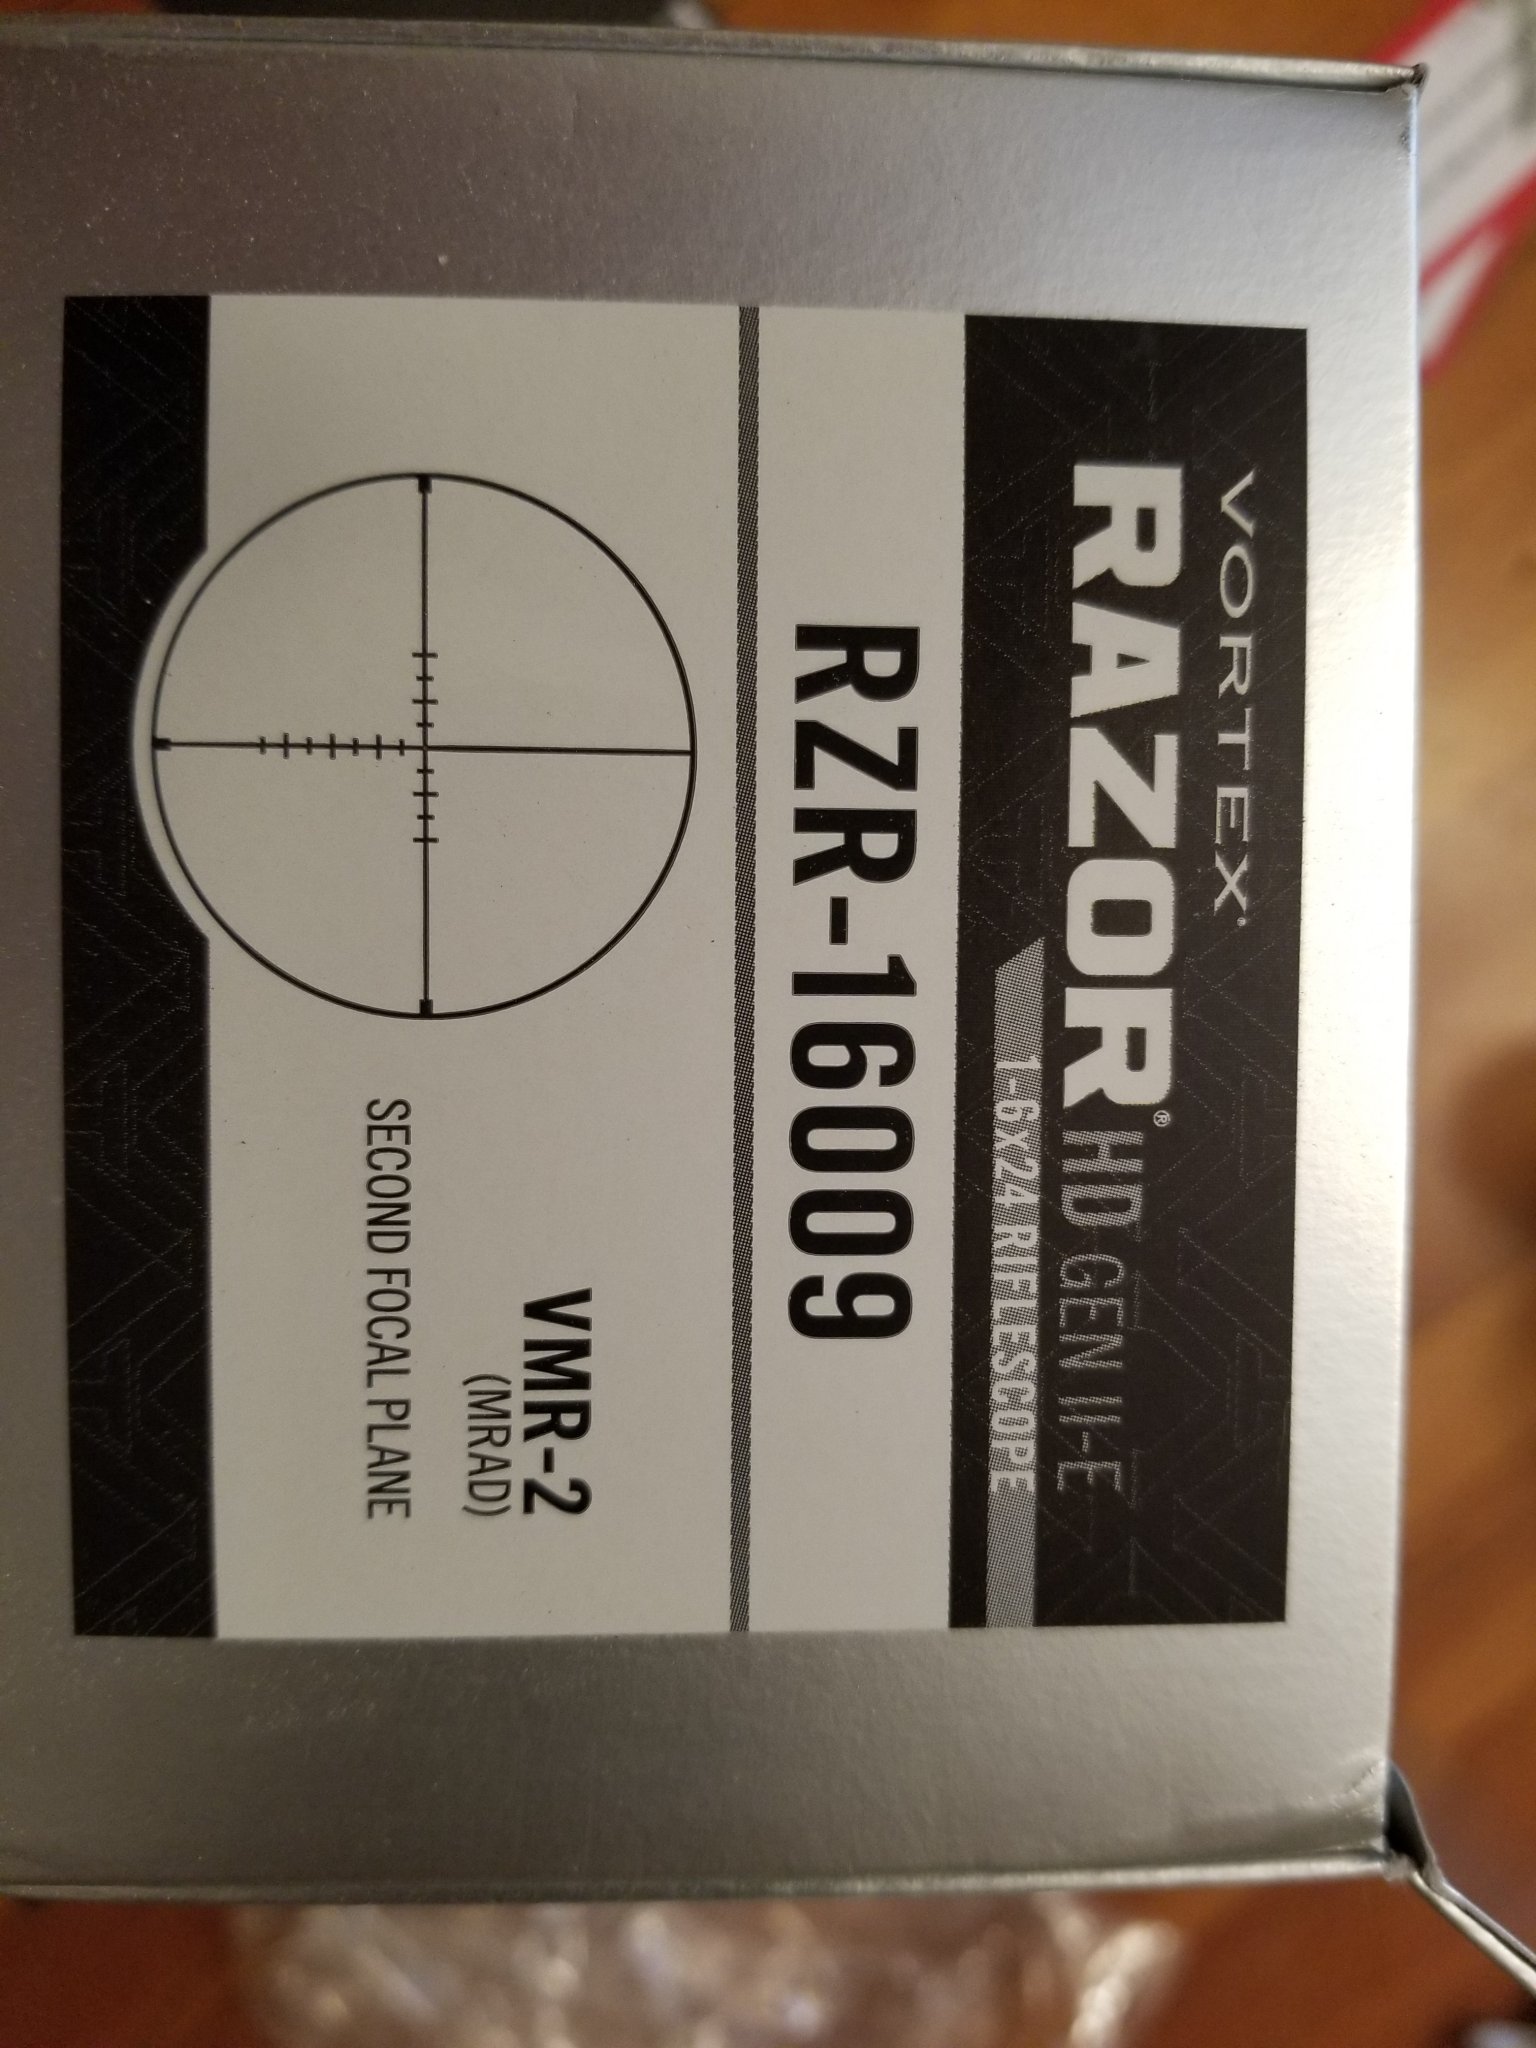 VORTEX®
RAZOR® HD GEN II-E
1-6X24 RIFLESCOPE
RZR-16009
VMR-2
(MRAD)
SECOND FOCAL PLANE